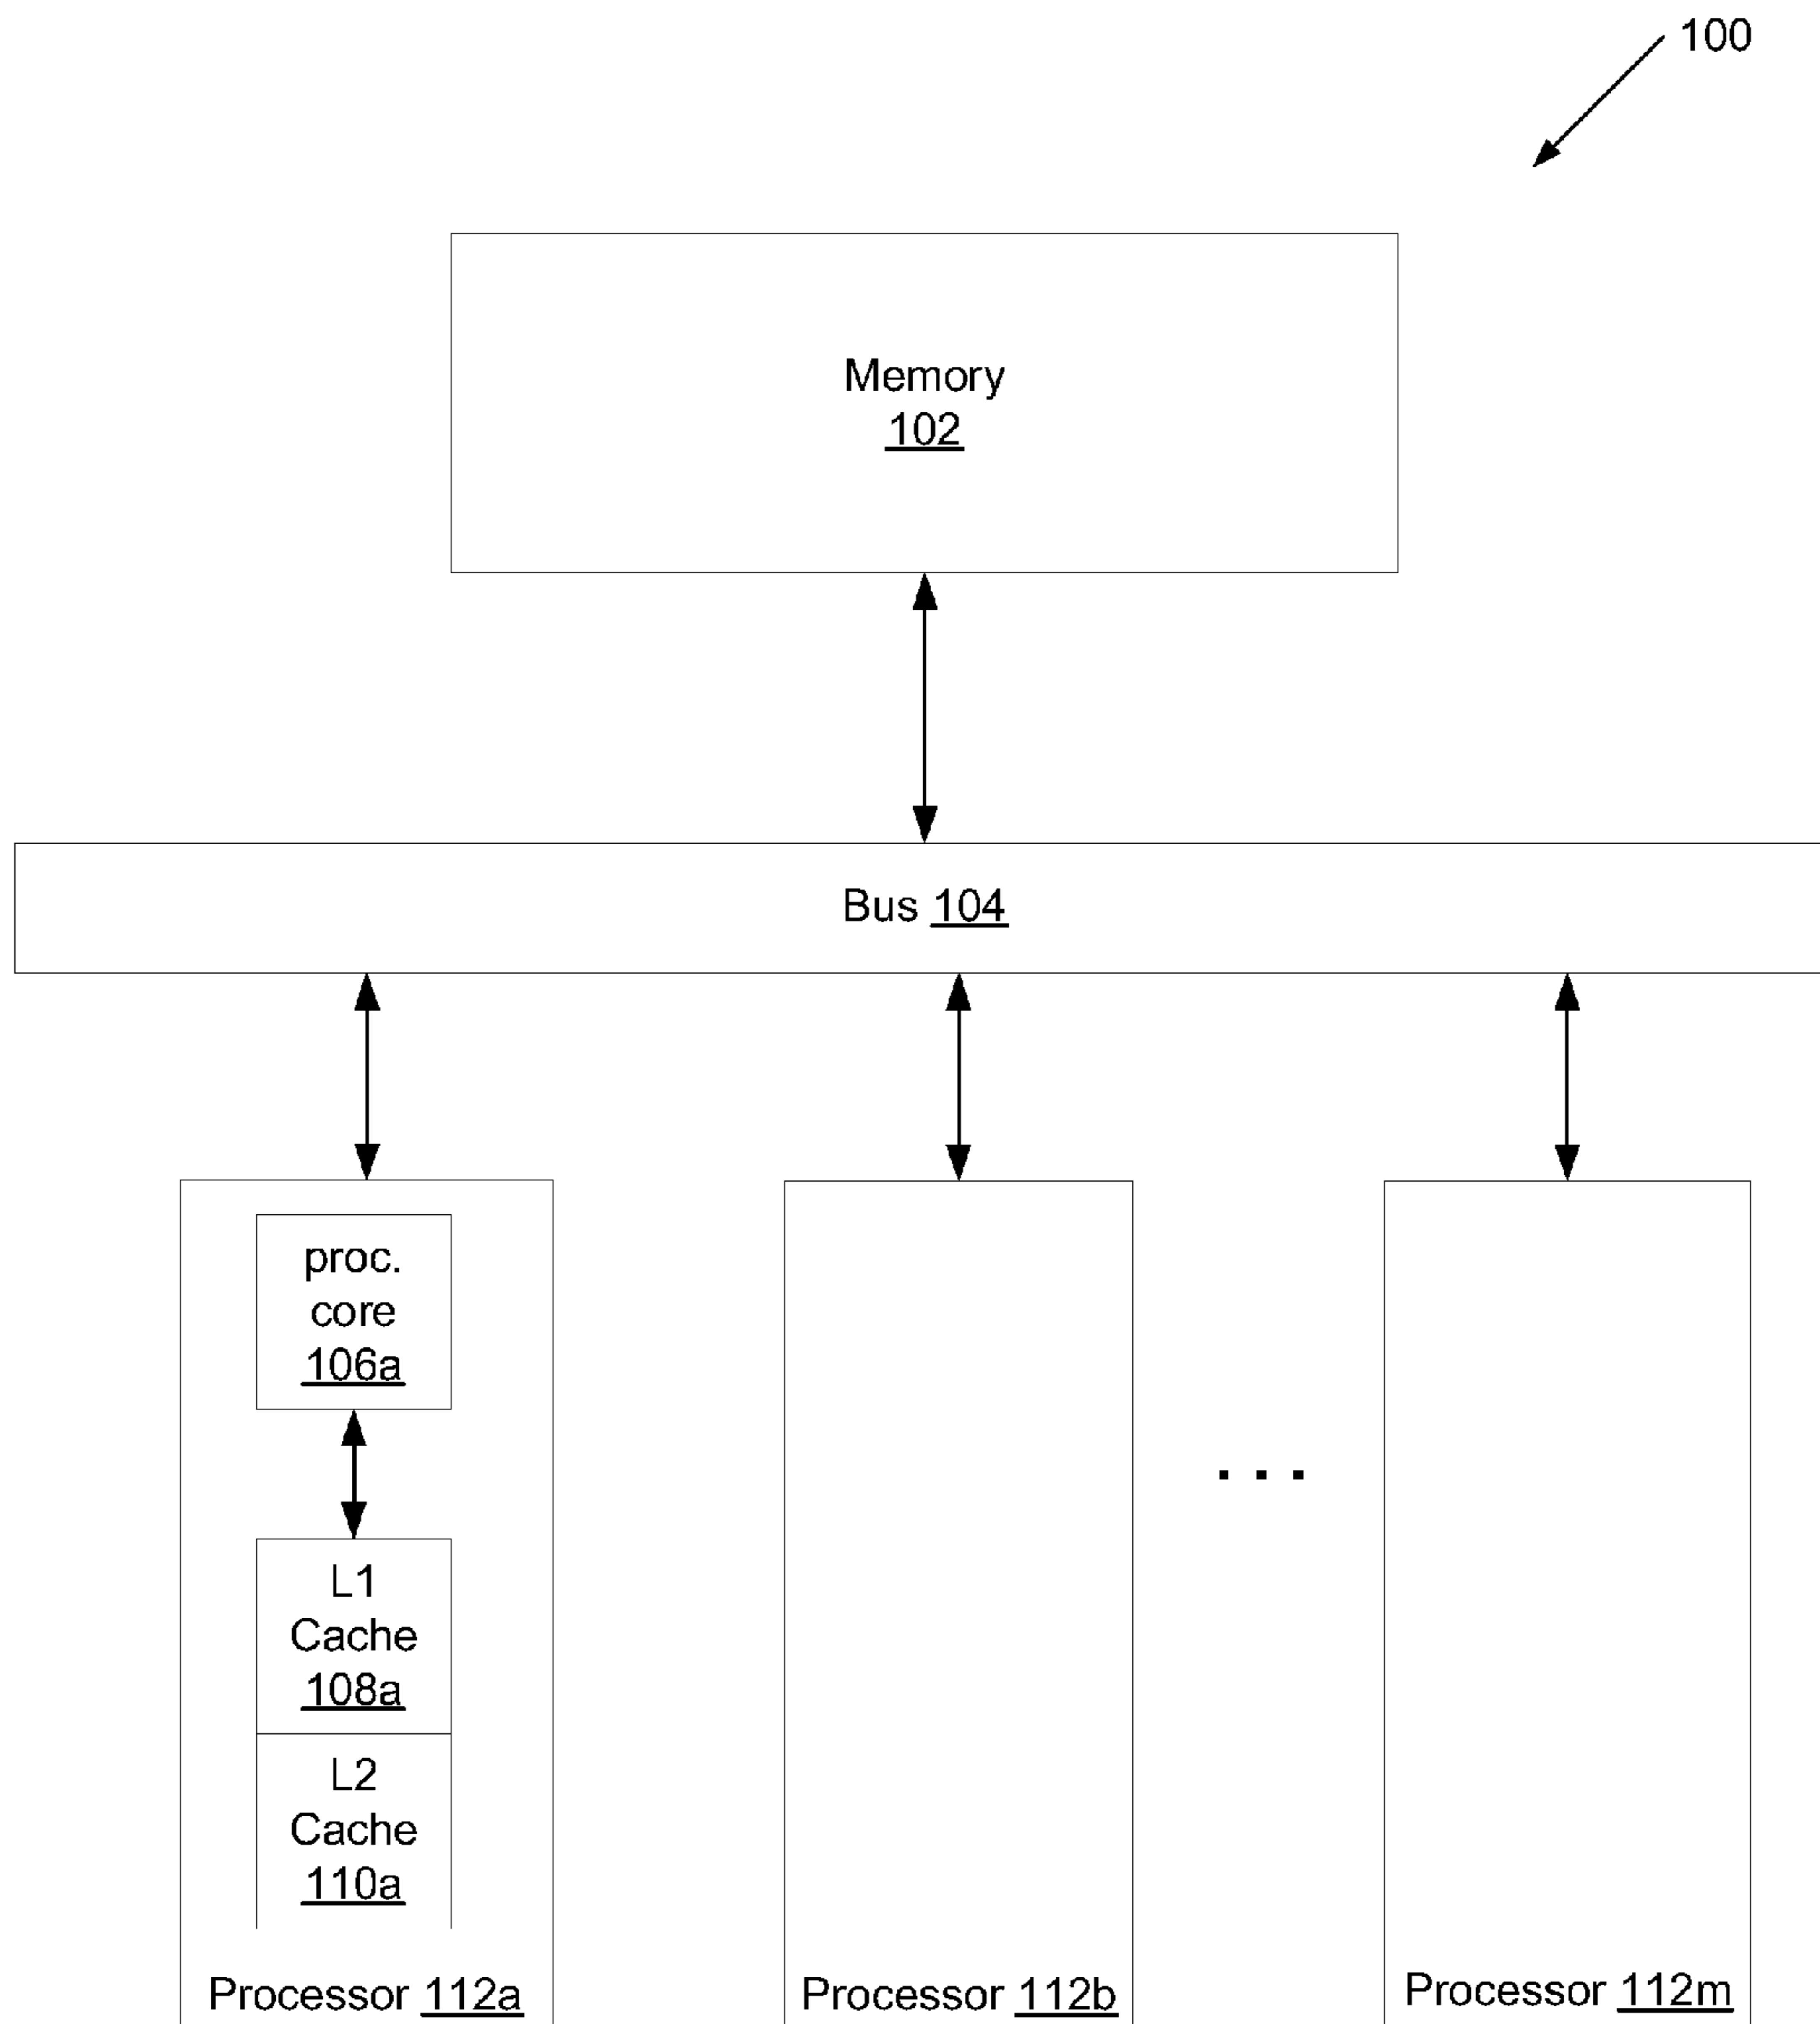 100
Memory
102
Bus 104
proc.
core
106a
L1
Cache
108a
L2
Cache
110a
. . .
Processor 112a
Processor 112b
Processor 112m